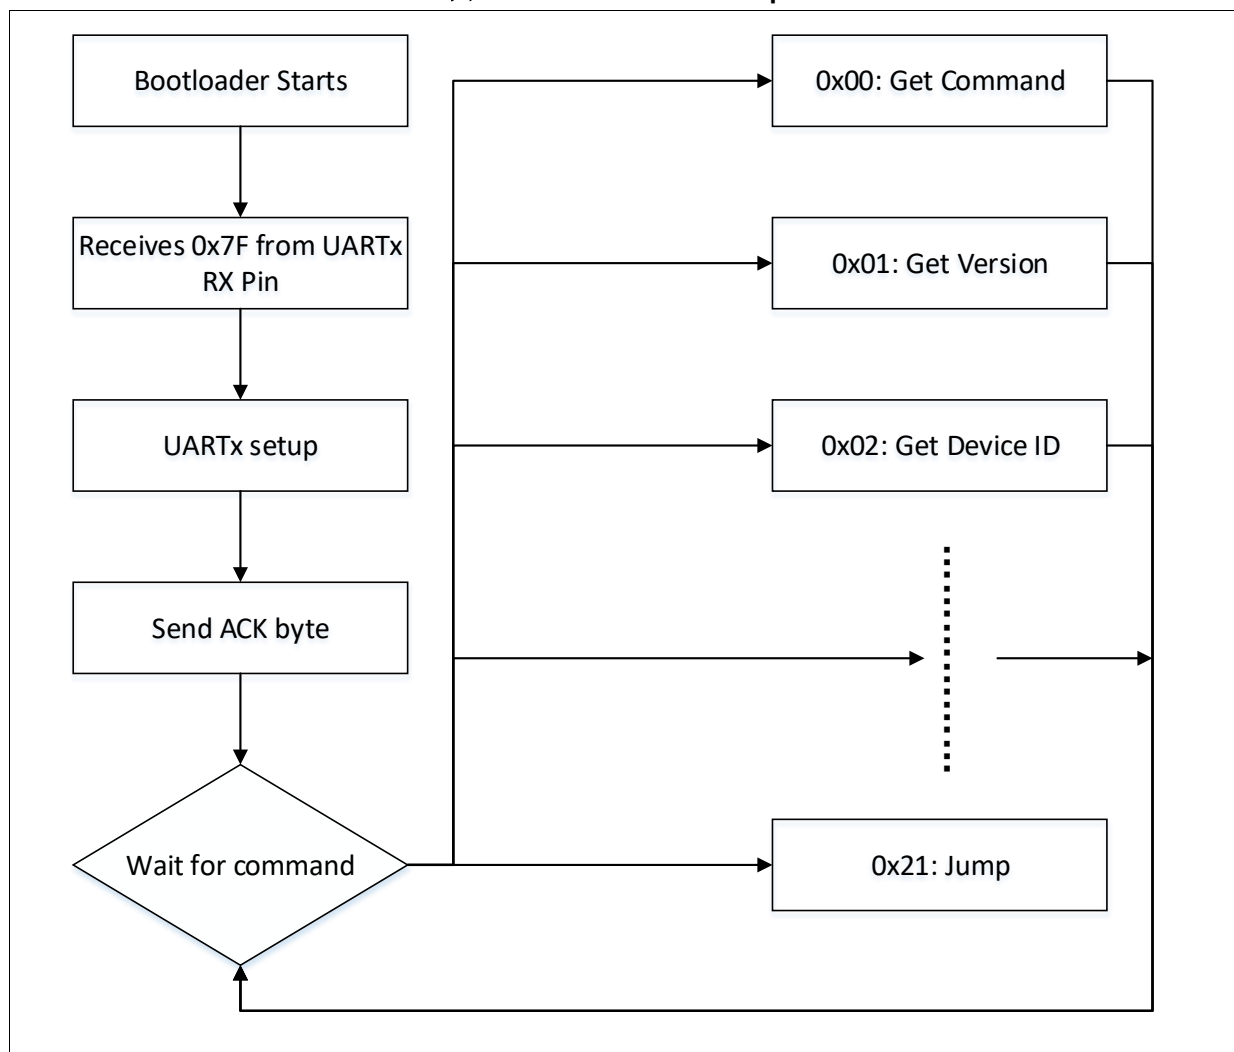 Bootloader Starts
Receives 0x7F from UARTx
RX Pin
UARTx setup
Send ACK byte
Wait for command
0x00: Get Command
0x01: Get Version
0x02: Get Device ID
0x21: Jump